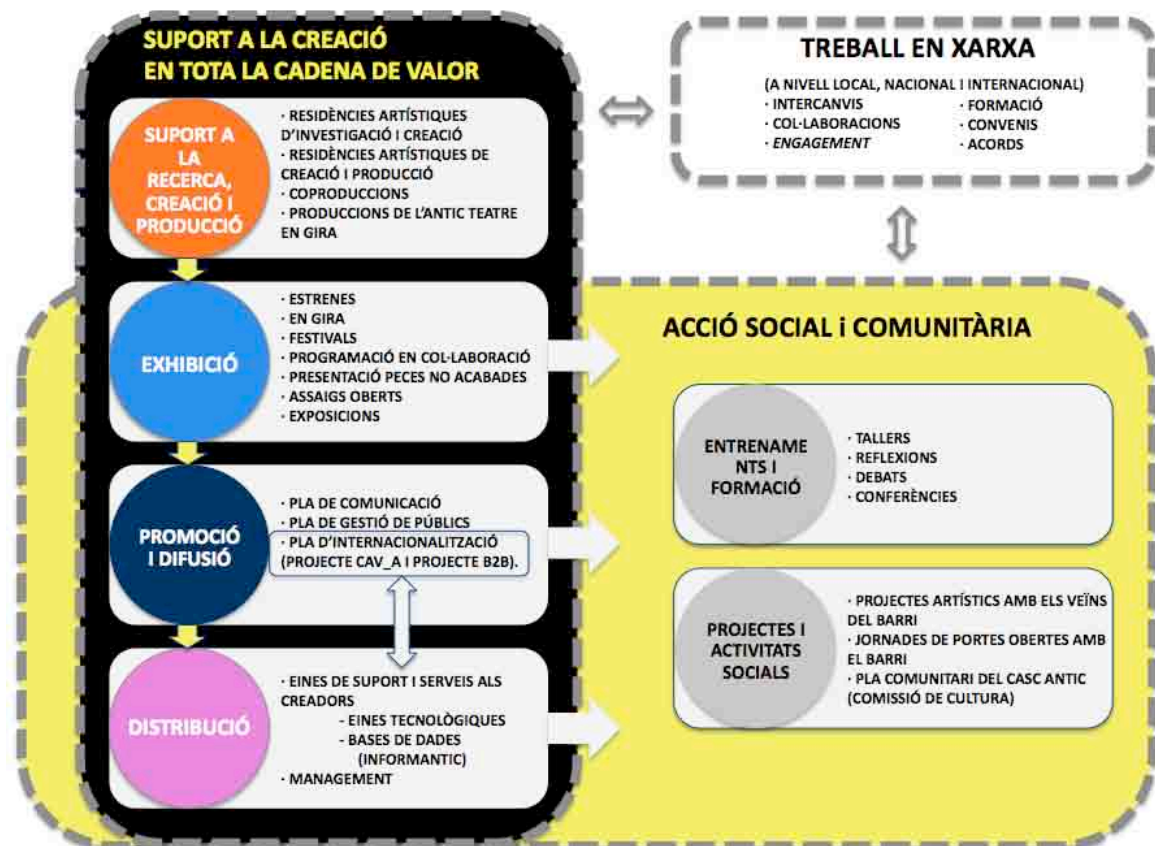 SUPORT A LA CREACIÓ
EN TOTA LA CADENA DE VALOR
SUPORT A
LA
RECERCA,
CREACIÓ I
PRODUCCIÓ
· RESIDÈNCIES ARTÍSTIQUES
D'INVESTIGACIÓ I CREACIÓ
· RESIDÈNCIES ARTÍSTIQUES DE
CREACIÓ I PRODUCCIÓ
· COPRODUCCIONS
· PRODUCCIONS DE L'ANTIC TEATRE
EN GIRA
EXHIBICIÓ
· ESTRENES
· EN GIRA
· FESTIVALS
· PROGRAMACIÓ EN COL·LABORACIÓ
· PRESENTACIÓ PECES NO ACABADES
· ASSAIGS OBERTS
· EXPOSICIONS
PROMOCIÓ
I DIFUSIÓ
· PLA DE COMUNICACIÓ
· PLA DE GESTIÓ DE PÚBLICS
· PLA D'INTERNACIONALITZACIÓ
(PROJECTE CAV_A I PROJECTE B2B).
DISTRIBUCIÓ
· EINES DE SUPORT I SERVEIS ALS
CREADORS
- EINES TECNOLÒGIQUES
- BASES DE DADES
(INFORMANTIC)
· MANAGEMENT
TREBALL EN XARXA
(A NIVELL LOCAL, NACIONAL I INTERNACIONAL)
· INTERCANVIS
· COL·LABORACIONS
· ENGAGEMENT
· FORMACIÓ
· CONVENIS
· ACORDS
ACCIÓ SOCIAL i COMUNITÀRIA
ENTRENAME
NTS I
FORMACIÓ
· TALLERS
· REFLEXIONS
· DEBATS
· CONFERÈNCIES
PROJECTES I
ACTIVITATS
SOCIALS
· PROJECTES ARTÍSTICS AMB ELS VEÏNS
DEL BARRI
· JORNADES DE PORTES OBERTES AMB
EL BARRI
· PLA COMUNITARI DEL CASC ANTIC
(COMISSIÓ DE CULTURA)